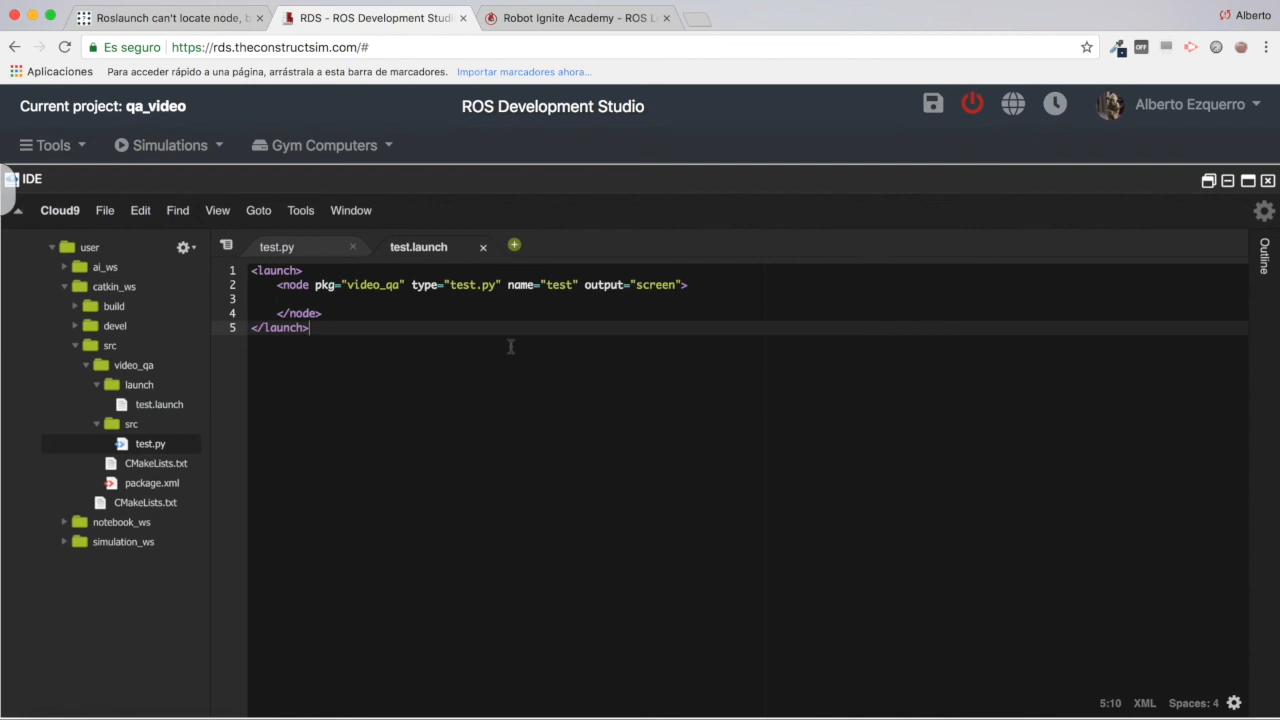 Roslaunch can't locate node, b
RDS - ROS Development Studi
Robot Ignite Academy - ROS L
Alberto
Es seguro
https://rds.theconstructsim.com/#
OFF
Aplicaciones
Para acceder rápido a una página, arrástrala a esta barra de marcadores.
Importar marcadores ahora...
Current project: qa_video
ROS Development Studio
Alberto Ezquerro
Tools
Simulations
Gym Computers
IDE
Cloud9
File
Edit
Find
View
Goto
Tools
Window
user
ai_ws
catkin_ws
build
devel
src
video_qa
launch
test.launch
src
test.py
CMakeLists.txt
package.xml
CMakeLists.txt
notebook_ws
simulation_ws
test.py
test.launch
1 <launch>
2 <node pkg="video_qa" type="test.py" name="test" output="screen">
3
4 </node>
5 </launch>
Outline
5:10
XML
Spaces: 4